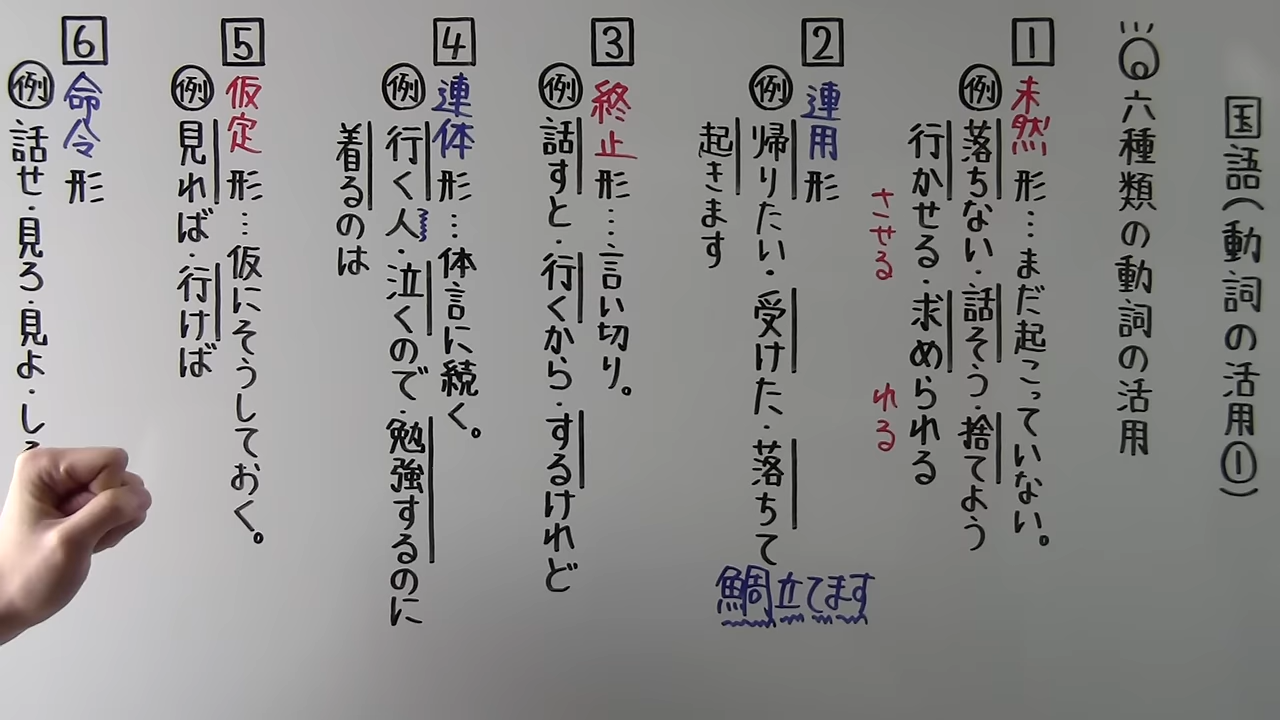 国語(動詞の活用①)
六種類の動詞の活用
1 未然形…まだ起こっていない。
例 落ちない・話そう・捨てよう
行かせる・求められる
させる れる
2 連用形
例 帰りたい・受けた・落ちて
起きます
鯛立てます
3 終止形…言い切り。
例 話すと・行くから・するけれど
4 連体形…体言に続く。
例 行く人・泣くので・勉強するのに
着るのは
5 仮定形…仮にそうしておく。
例 見れば・行けば
6 命令形
例 話せ・見ろ・見よ・し